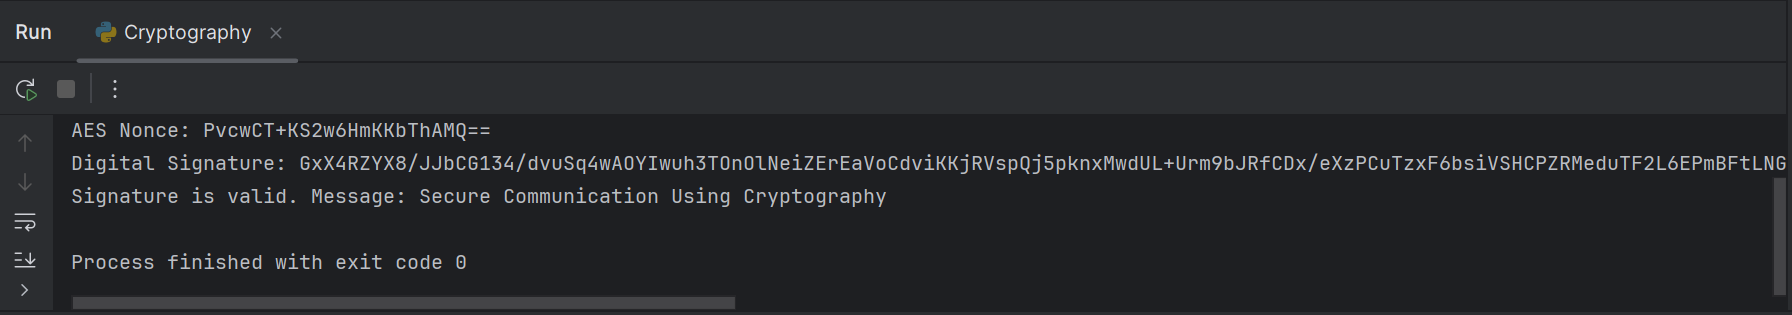 Run
Cryptography
AES Nonce: PvcwCT+KS2w6HmKKbThAMQ==
Digital Signature: GxX4RZYX8/JJbCG134/dvuSq4wAOYIwuh3TOnOlNeiZErEaVoCdviKKjRVspQj5pknxMwdUL+Urm9bJRfCDx/eXzPCuTzxF6bsiVSHCPZRMeduTF2L6EPmBFtLNG
Signature is valid. Message: Secure Communication Using Cryptography
Process finished with exit code 0